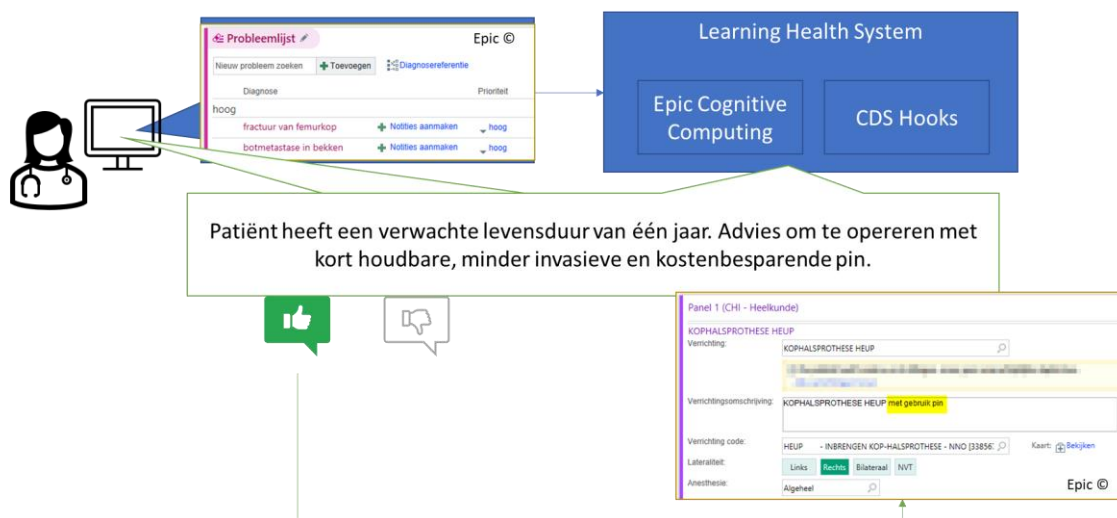 Probleemlijst
Epic ©
Nieuw probleem zoeken
Toevoegen
Diagnosereferentie
Diagnose
Prioriteit
hoog
fractuur van femurkop
Notities aanmaken
hoog
botmetastase in bekken
Notities aanmaken
hoog
Learning Health System
Epic Cognitive
Computing
CDS Hooks
Patiënt heeft een verwachte levensduur van één jaar. Advies om te opereren met
kort houdbare, minder invasieve en kostenbesparende pin.
Panel 1 (CHI - Heelkunde)
KOPHALSPROTHESE HEUP
Verrichting:
KOPHALSPROTHESE HEUP
Verrichtingsomschrijving:
KOPHALSPROTHESE HEUP met gebruik pin
Verrichting code:
HEUP - INBRENGEN KOP-HALSPROTHESE - NNO [33856
Kaart:
Bekijken
Lateraliteit:
Links
Rechts
Bilateraal
NVT
Anesthesie:
Algeheel
Epic ©